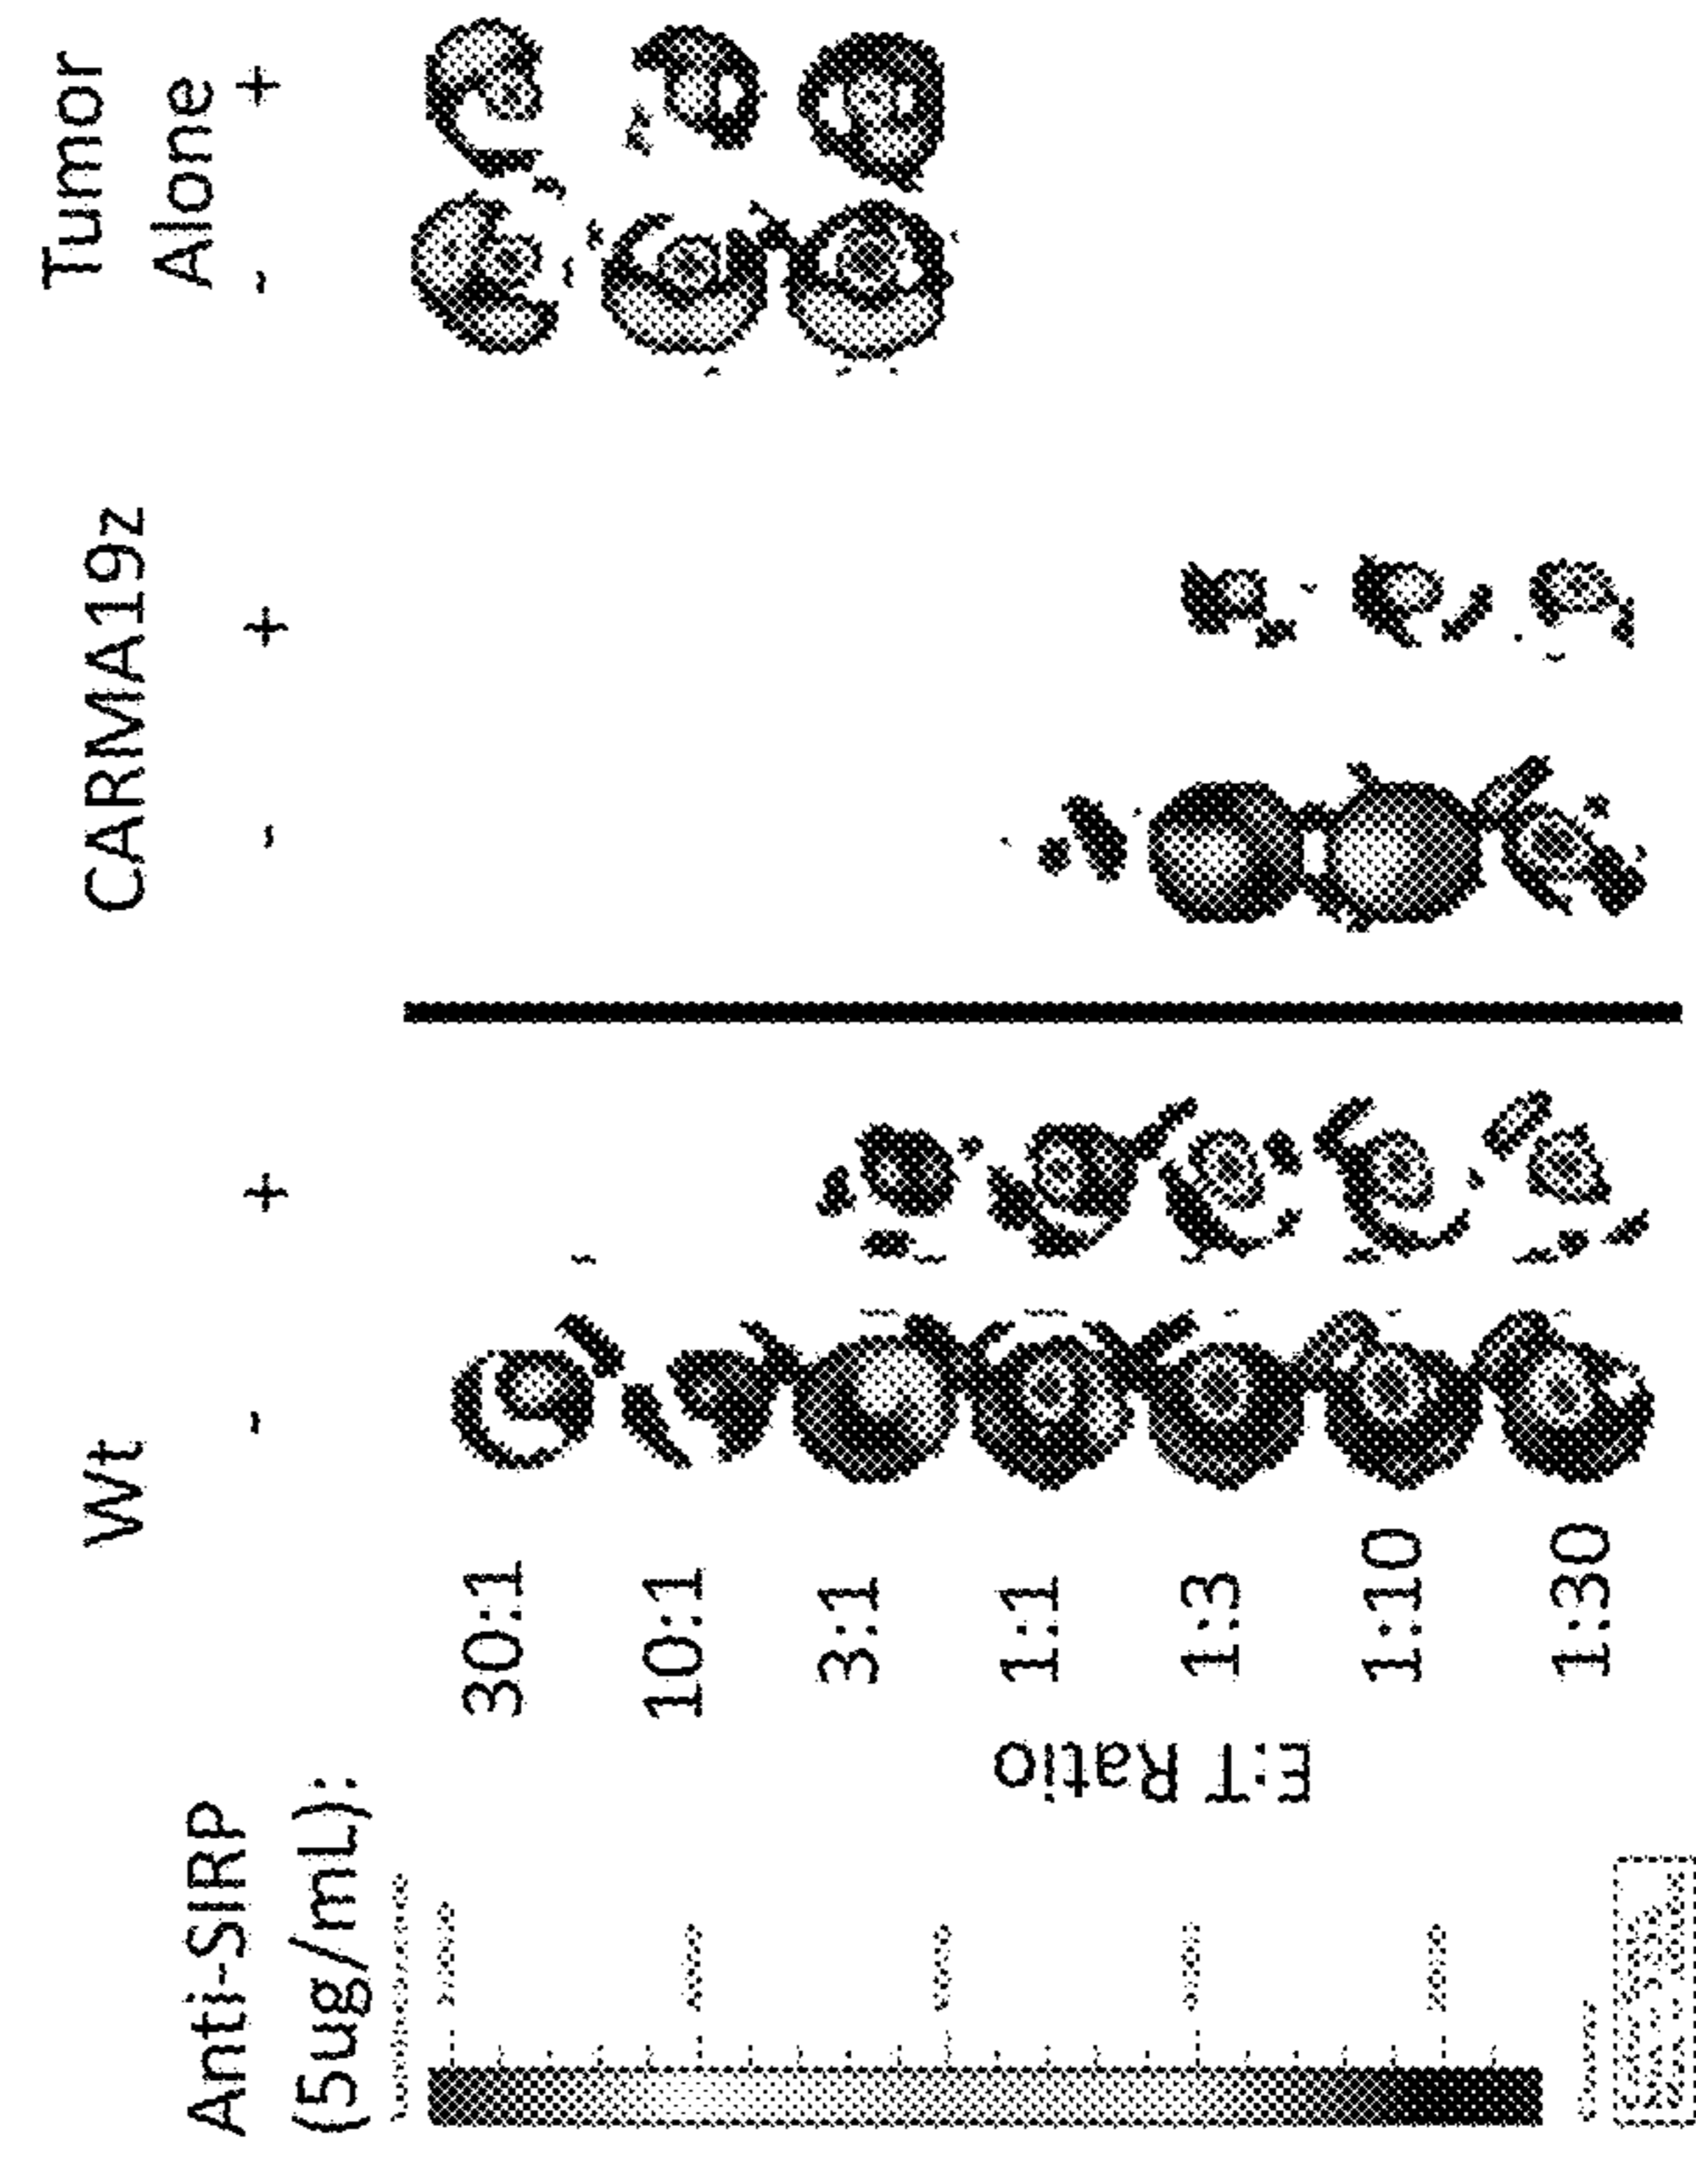 Tumor
Alone
Wt
CARMA19z
Anti-SIRP
(5ug/mL):
- + - + - +
30:1
10:1
3:1
1:1
1:3
1:10
1:30
E:T Ratio